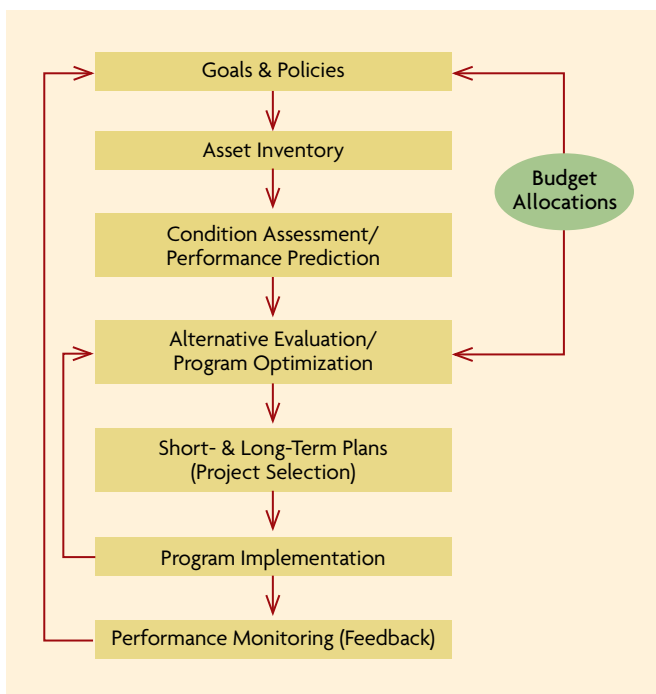 Goals & Policies
Asset Inventory
Budget
Allocations
Condition Assessment/
Performance Prediction
Alternative Evaluation/
Program Optimization
Short- & Long-Term Plans
(Project Selection)
Program Implementation
Performance Monitoring (Feedback)